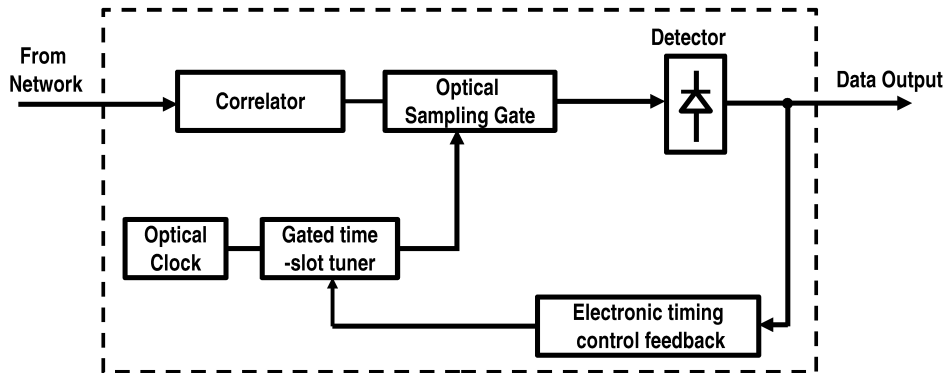 From
Network
Correlator
Optical
Sampling Gate
Detector
Data Output
Optical
Clock
Gated time
-slot tuner
Electronic timing
control feedback